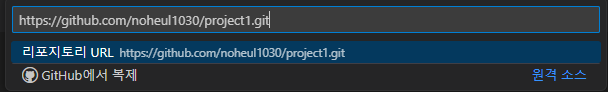 https://github.com/noheul1030/project1.git
리포지토리 URL https://github.com/noheul1030/project1.git
GitHub에서 복제 원격 소스